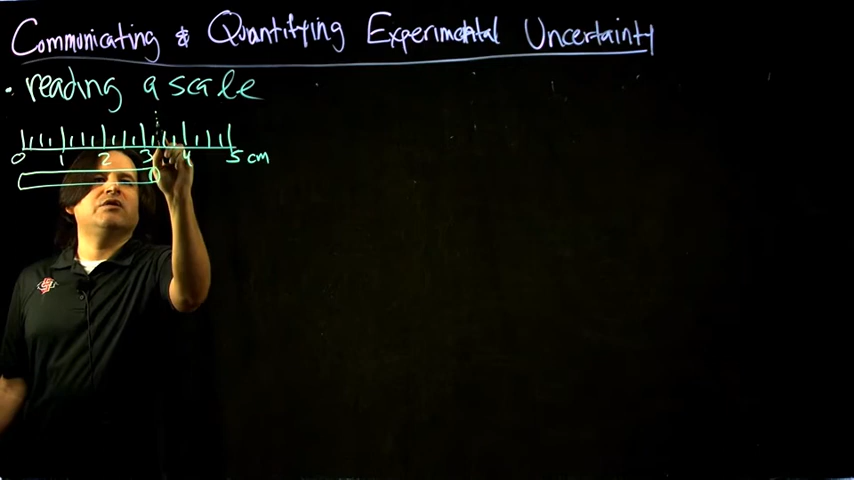 Communicating & Quantifying Experimental Uncertainty
• reading a scale
0 1 2 3 4 5 cm